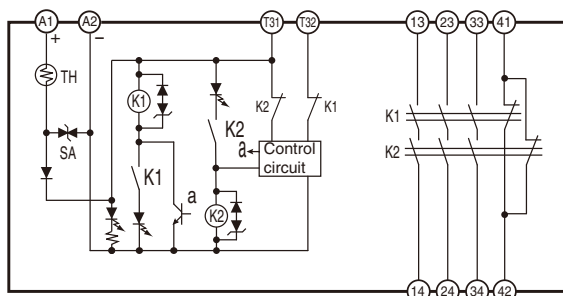 A1 A2 T31 T32 13 23 33 41
+ −
TH
K1
K2
K2 K1
K1
SA
a
Control
circuit
K1
a
K2
K2
14 24 34 42